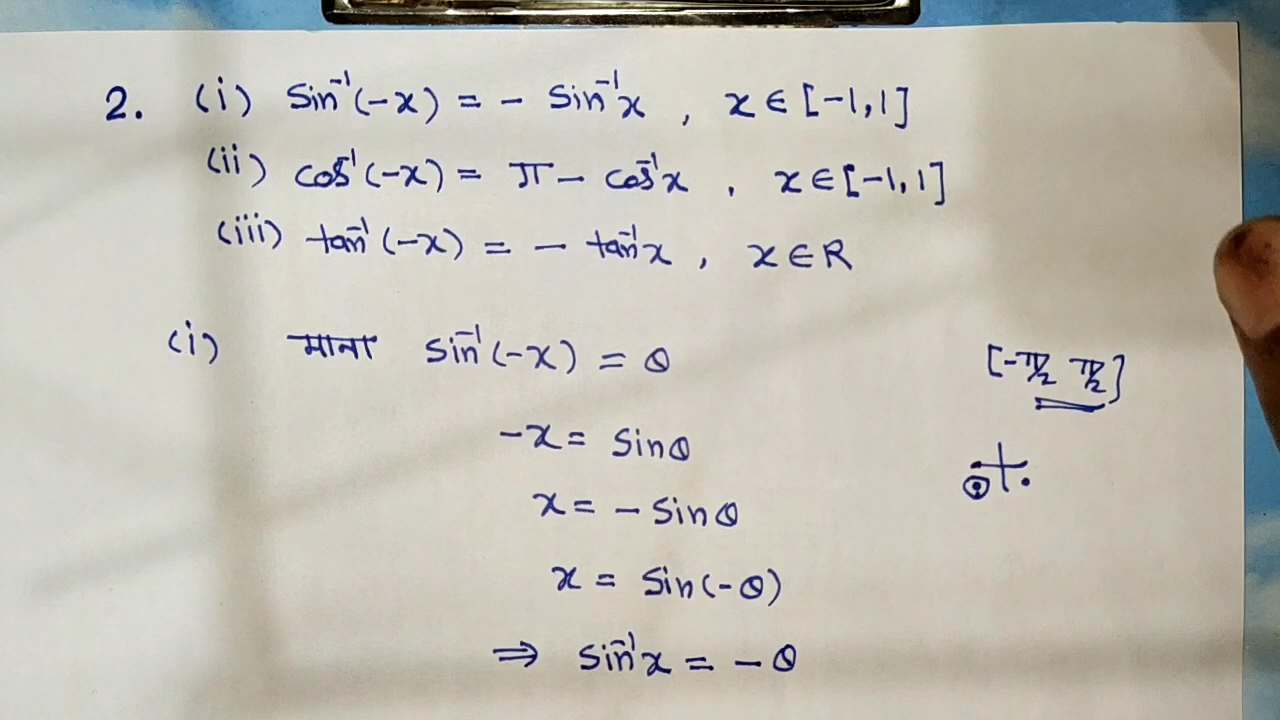 2. (i) sin⁻¹(-x) = - sin⁻¹x , x ∈ [-1,1]
(ii) cos⁻¹(-x) = π - cos⁻¹x , x ∈ [-1,1]
(iii) tan⁻¹(-x) = - tan⁻¹x , x ∈ R
(i) माना sin⁻¹(-x) = θ
[-π/2 π/2]
-x = sinθ
x = - sinθ
x = sin(-θ)
⇒ sin⁻¹x = -θ